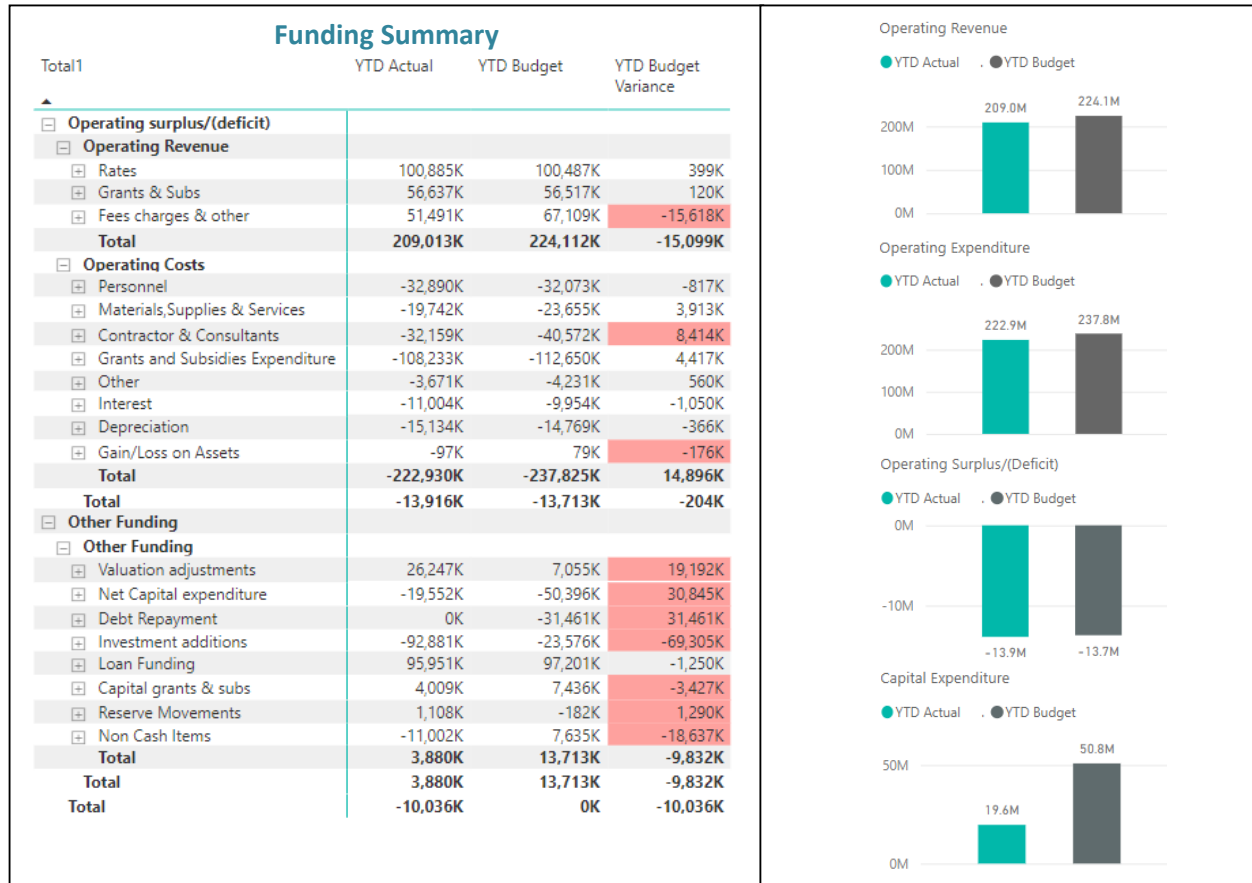 Funding Summary
Total1 YTD Actual YTD Budget YTD Budget
Variance
Operating surplus/(deficit)
Operating Revenue
Rates 100,885K 100,487K 399K
Grants & Subs 56,637K 56,517K 120K
Fees charges & other 51,491K 67,109K -15,618K
Total 209,013K 224,112K -15,099K
Operating Costs
Personnel -32,890K -32,073K -817K
Materials,Supplies & Services -19,742K -23,655K 3,913K
Contractor & Consultants -32,159K -40,572K 8,414K
Grants and Subsidies Expenditure -108,233K -112,650K 4,417K
Other -3,671K -4,231K 560K
Interest -11,004K -9,954K -1,050K
Depreciation -15,134K -14,769K -366K
Gain/Loss on Assets -97K 79K -176K
Total -222,930K -237,825K 14,896K
Total -13,916K -13,713K -204K
Other Funding
Other Funding
Valuation adjustments 26,247K 7,055K 19,192K
Net Capital expenditure -19,552K -50,396K 30,845K
Debt Repayment 0K -31,461K 31,461K
Investment additions -92,881K -23,576K -69,305K
Loan Funding 95,951K 97,201K -1,250K
Capital grants & subs 4,009K 7,436K -3,427K
Reserve Movements 1,108K -182K 1,290K
Non Cash Items -11,002K 7,635K -18,637K
Total 3,880K 13,713K -9,832K
Total 3,880K 13,713K -9,832K
Total -10,036K 0K -10,036K
Operating Revenue
YTD Actual . YTD Budget
209.0M 224.1M
200M
100M
0M
Operating Expenditure
YTD Actual . YTD Budget
222.9M 237.8M
200M
100M
0M
Operating Surplus/(Deficit)
YTD Actual . YTD Budget
0M
-10M
-13.9M -13.7M
Capital Expenditure
YTD Actual . YTD Budget
50.8M
50M
19.6M
0M